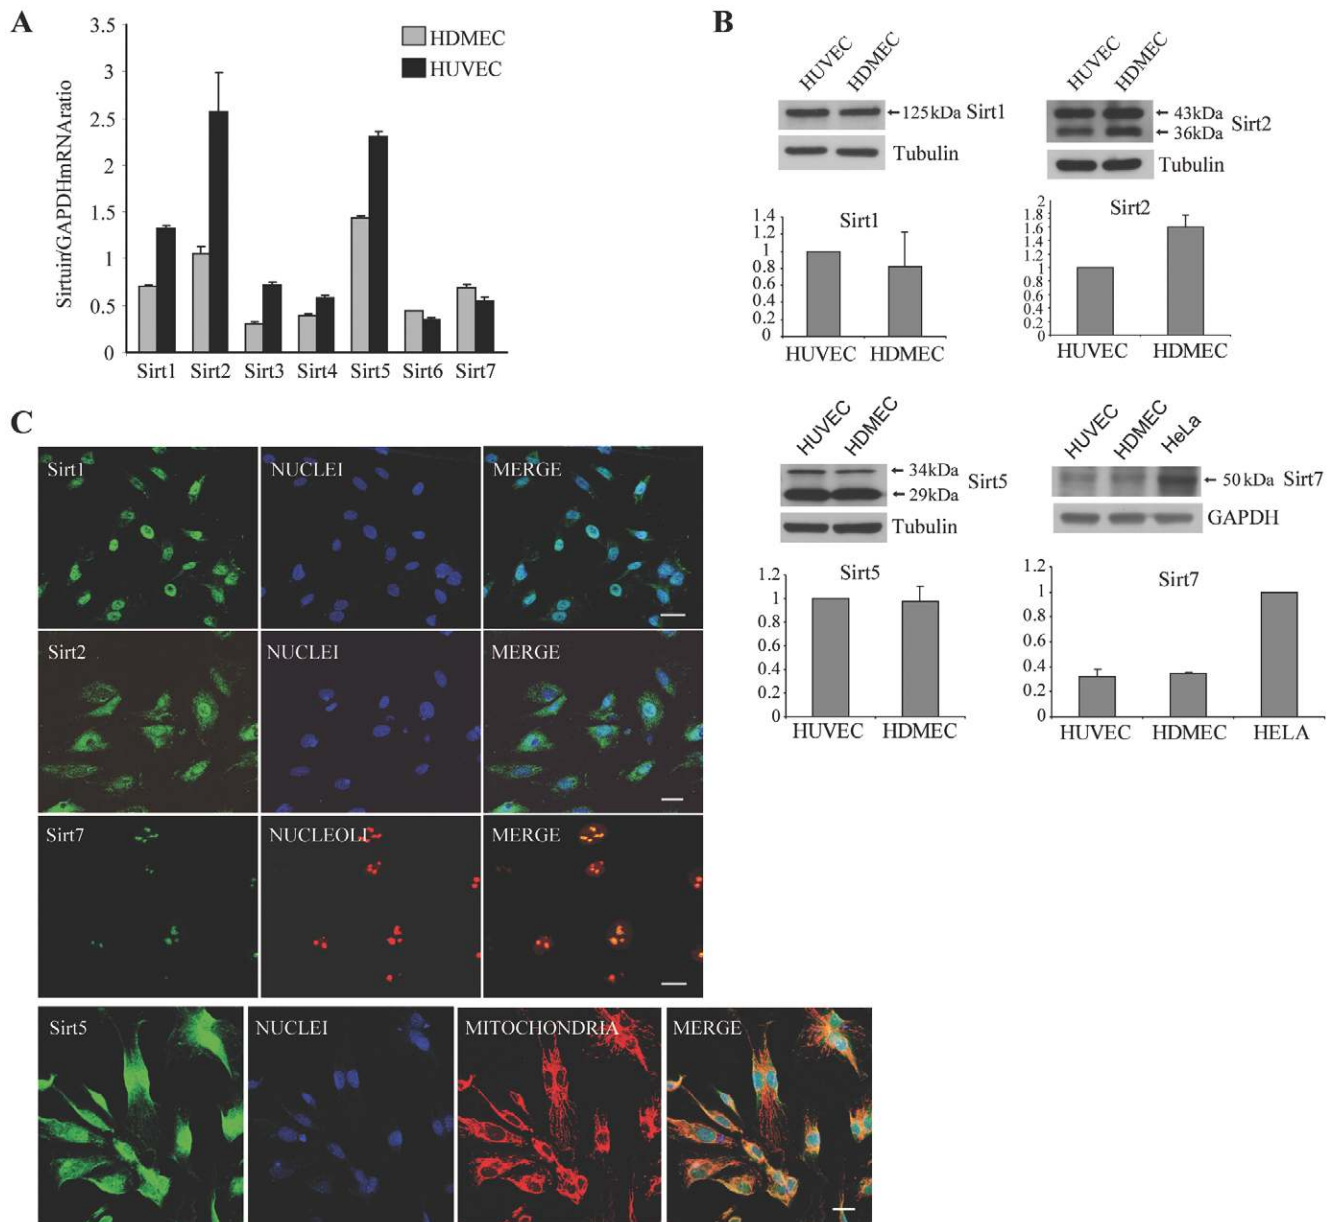 A
3.5
3
2.5
2
1.5
1
0.5
0
Sirtuin/GAPDHmRNAratio
HDMEC
HUVEC
Sirt1 Sirt2 Sirt3 Sirt4 Sirt5 Sirt6 Sirt7
B
HUVEC HDMEC
125kDa Sirt1
Tubulin
Sirt1
1.4
1.2
1
0.8
0.6
0.4
0.2
0
HUVEC HDMEC
HUVEC HDMEC
43kDa
36kDa
Sirt2
Tubulin
Sirt2
2
1.8
1.6
1.4
1.2
1
0.8
0.6
0.4
0.2
0
HUVEC HDMEC
HUVEC HDMEC
34kDa
29kDa
Sirt5
Tubulin
Sirt5
1.2
1
0.8
0.6
0.4
0.2
0
HUVEC HDMEC
HUVEC HDMEC HeLa
50kDa Sirt7
GAPDH
Sirt7
1.2
1
0.8
0.6
0.4
0.2
0
HUVEC HDMEC HELA
C
Sirt1 NUCLEI MERGE
Sirt2 NUCLEI MERGE
Sirt7 NUCLEOLI MERGE
Sirt5 NUCLEI MITOCHONDRIA MERGE